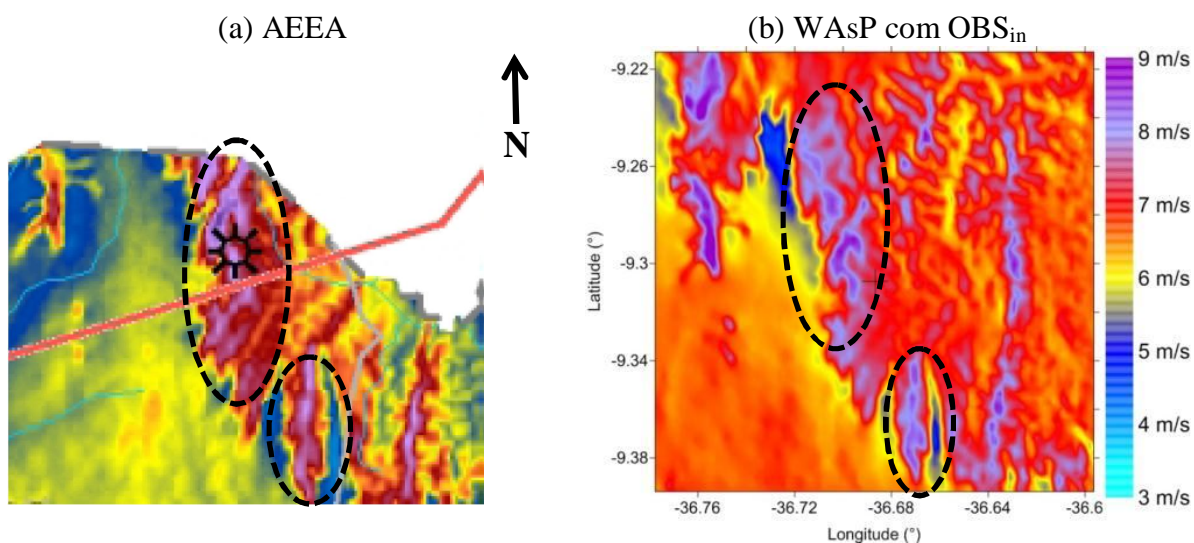 (a) AEEA
(b) WAsP com OBSin
N
-9.22
-9.26
-9.3
-9.34
-9.38
Latitude (°)
-36.76 -36.72 -36.68 -36.64 -36.6
Longitude (°)
9 m/s
8 m/s
7 m/s
6 m/s
5 m/s
4 m/s
3 m/s